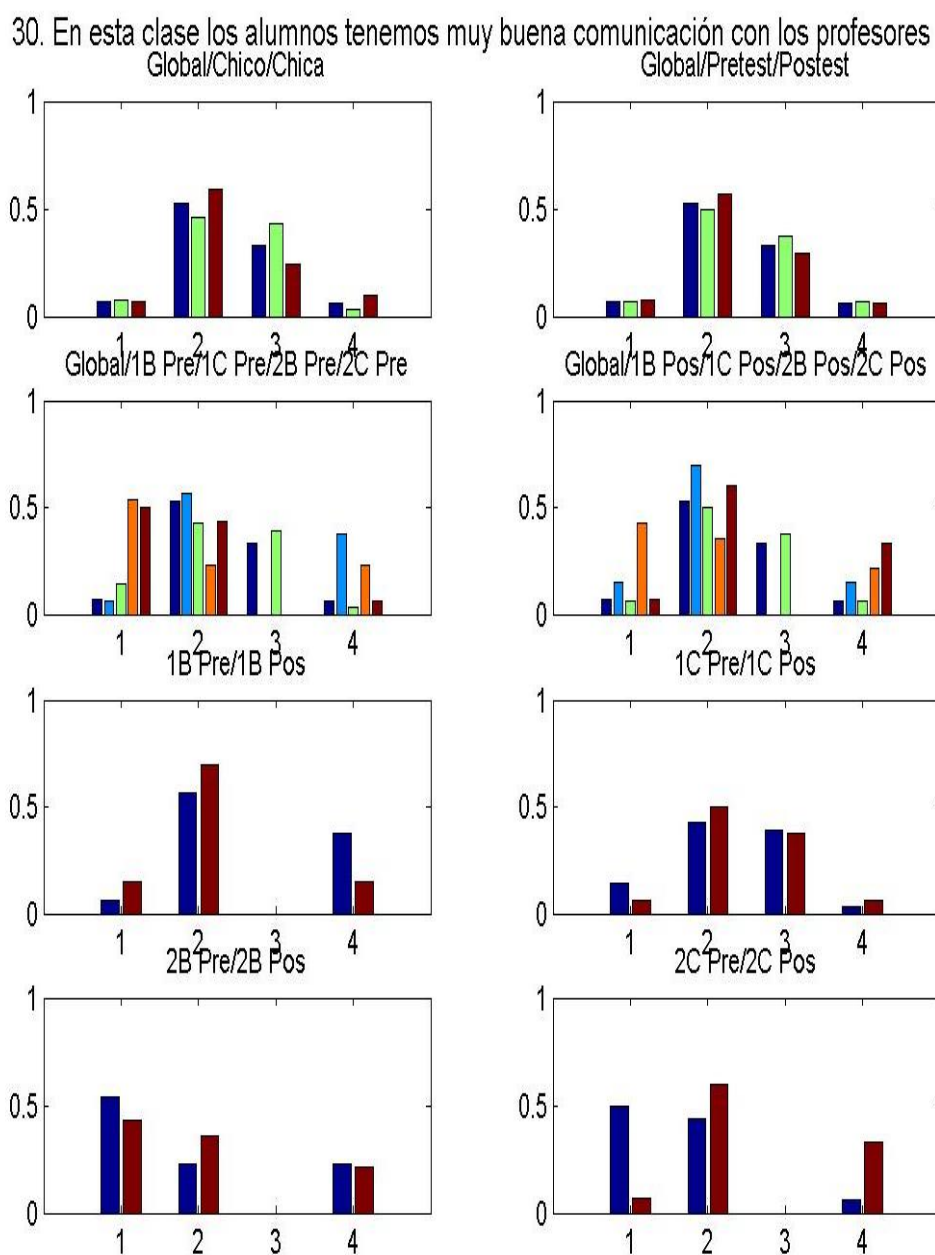 30. En esta clase los alumnos tenemos muy buena comunicación con los profesores
Global/Chico/Chica
Global/Pretest/Postest
1
0.5
0
1 2 3 4
1
0.5
0
1 2 3 4
Global/1B Pre/1C Pre/2B Pre/2C Pre
Global/1B Pos/1C Pos/2B Pos/2C Pos
1
0.5
0
1 2 3 4
1
0.5
0
1 2 3 4
1B Pre/1B Pos
1C Pre/1C Pos
1
0.5
0
1 2 3 4
1
0.5
0
1 2 3 4
2B Pre/2B Pos
2C Pre/2C Pos
1
0.5
0
1 2 3 4
1
0.5
0
1 2 3 4